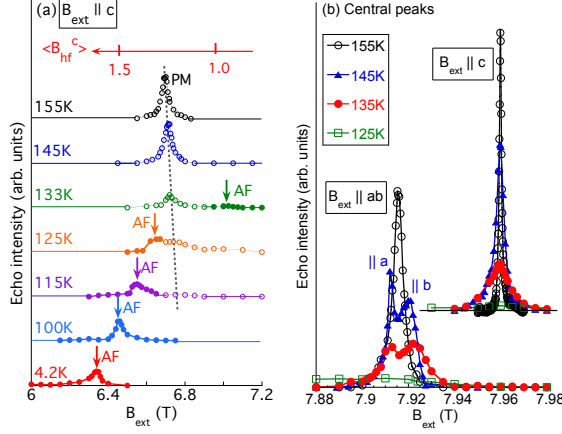 (a)
B_ext || c
<B_hf^c>
1.5
1.0
PM
155K
145K
133K
AF
125K
AF
115K
AF
100K
AF
4.2K
AF
Echo intensity (arb. units)
6
6.4
6.8
7.2
B_ext (T)
(b) Central peaks
155K
145K
135K
125K
B_ext || c
B_ext || ab
|| a
|| b
Echo intensity (arb. units)
7.88
7.9
7.92
7.94
7.96
7.98
B_ext (T)